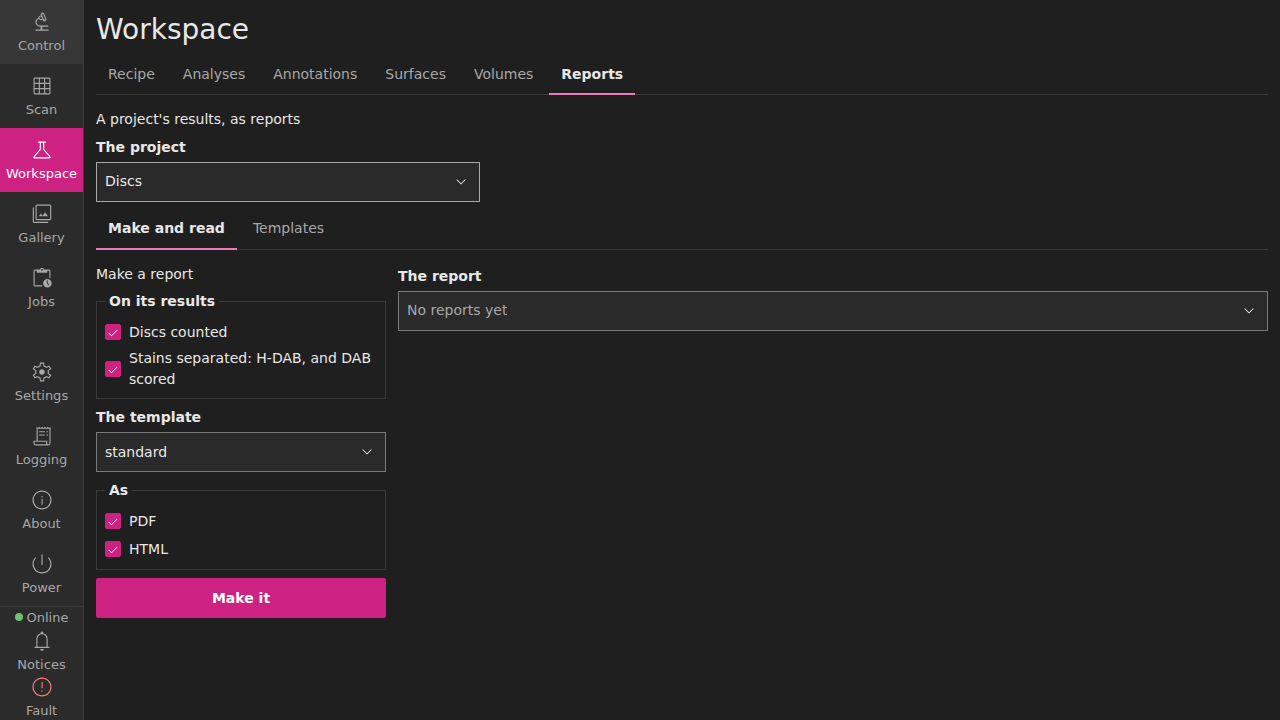 Control
Scan
Workspace
Gallery
Jobs
Settings
Logging
About
Power
Online
Notices
Fault
Workspace
Recipe
Analyses
Annotations
Surfaces
Volumes
Reports
A project's results, as reports
The project
Discs
Make and read
Templates
Make a report
On its results
Discs counted
Stains separated: H-DAB, and DAB
scored
The template
standard
As
PDF
HTML
Make it
The report
No reports yet